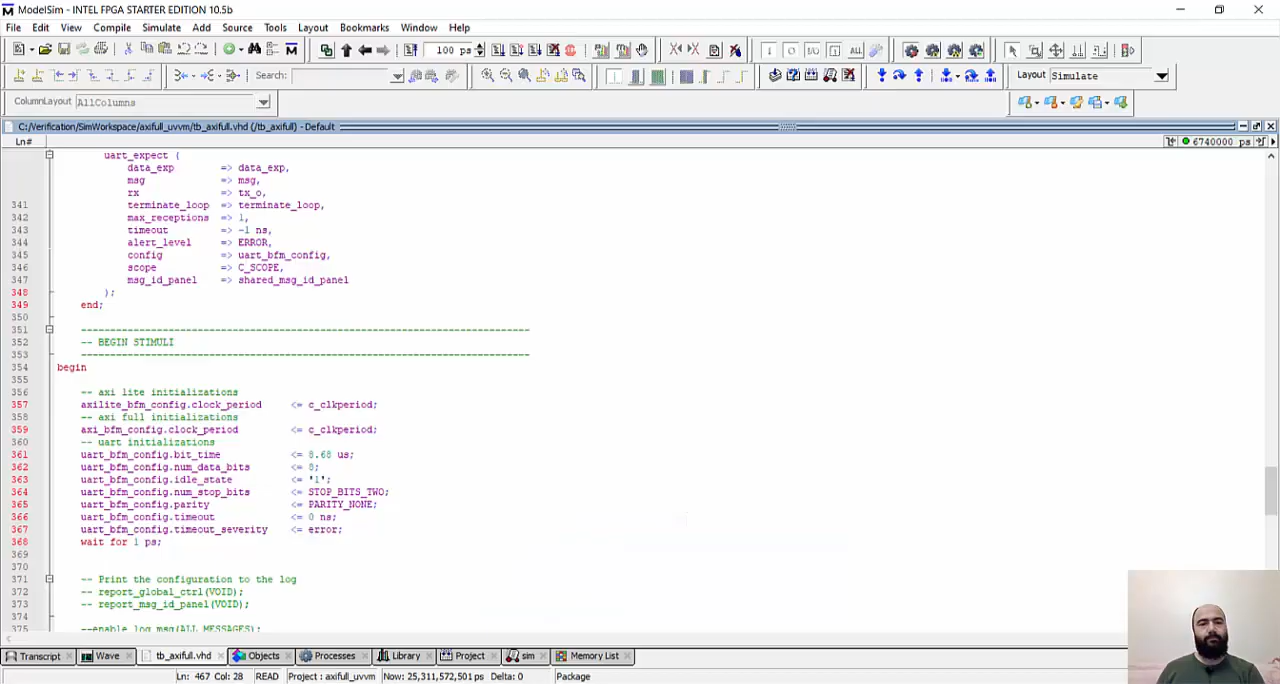 ModelSim - INTEL FPGA STARTER EDITION 10.5b
File Edit View Compile Simulate Add Source Tools Layout Bookmarks Window Help
100 ps
Search:
Layout Simulate
ColumnLayout AllColumns
C:/Verification/SimWorkspace/axifull_uvvm/tb_axifull.vhd (/tb_axifull) - Default
Ln#
6740000 ps
uart_expect (
data_exp => data_exp,
msg => msg,
rx => tx_o,
341 terminate_loop => terminate_loop,
342 max_receptions => 1,
343 timeout => -1 ns,
344 alert_level => ERROR,
345 config => uart_bfm_config,
346 scope => C_SCOPE,
347 msg_id_panel => shared_msg_id_panel
348 );
349 end;
350
351 --------------------------------------------------------------------------------
352 -- BEGIN STIMULI
353 --------------------------------------------------------------------------------
354 begin
355
356 -- axi lite initializations
357 axilite_bfm_config.clock_period <= c_clkperiod;
358 -- axi full initializations
359 axi_bfm_config.clock_period <= c_clkperiod;
360 -- uart initializations
361 uart_bfm_config.bit_time <= 8.68 us;
362 uart_bfm_config.num_data_bits <= 8;
363 uart_bfm_config.idle_state <= '1';
364 uart_bfm_config.num_stop_bits <= STOP_BITS_TWO;
365 uart_bfm_config.parity <= PARITY_NONE;
366 uart_bfm_config.timeout <= 0 ns;
367 uart_bfm_config.timeout_severity <= error;
368 wait for 1 ps;
369
370
371 -- Print the configuration to the log
372 -- report_global_ctrl(VOID);
373 -- report_msg_id_panel(VOID);
374
375 --enable_log_msg(ALL_MESSAGES);
Transcript Wave tb_axifull.vhd Objects Processes Library Project sim Memory List
Ln: 467 Col: 28 READ Project : axifull_uvvm Now: 25,311,572,501 ps Delta: 0 Package